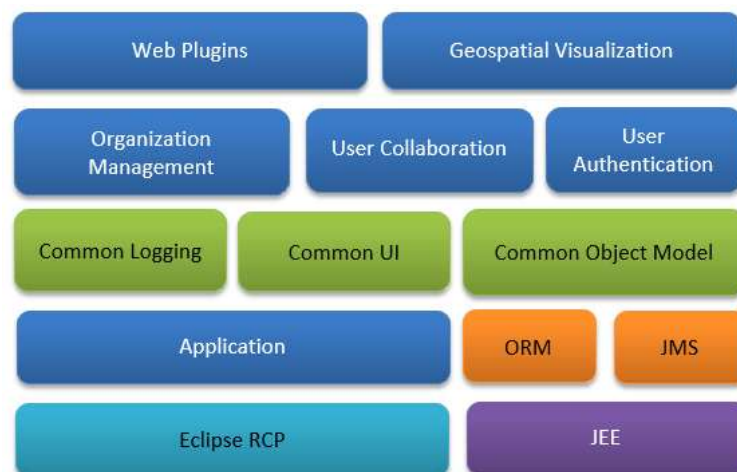 Web Plugins
Geospatial Visualization
Organization
Management
User Collaboration
User
Authentication
Common Logging
Common UI
Common Object Model
Application
ORM
JMS
Eclipse RCP
JEE